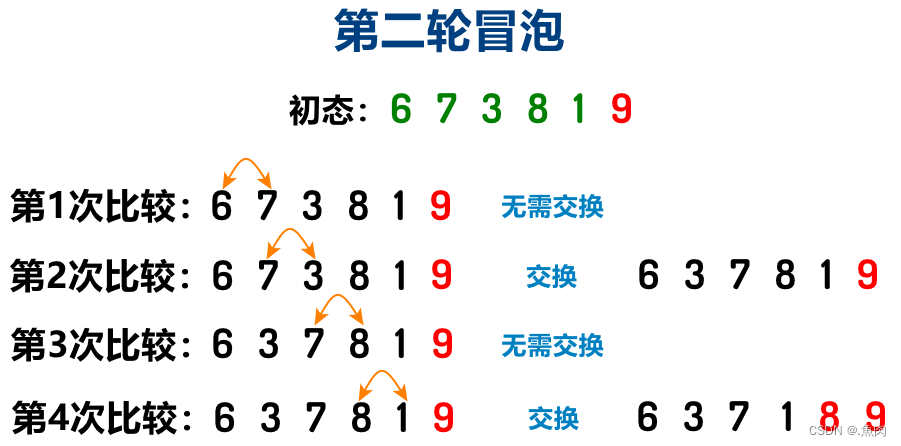 第二轮冒泡
初态：6 7 3 8 1 9
第1次比较：6 7 3 8 1 9 无需交换
第2次比较：6 7 3 8 1 9 交换 6 3 7 8 1 9
第3次比较：6 3 7 8 1 9 无需交换
第4次比较：6 3 7 8 1 9 交换 6 3 7 1 8 9
CSDN @.魚肉